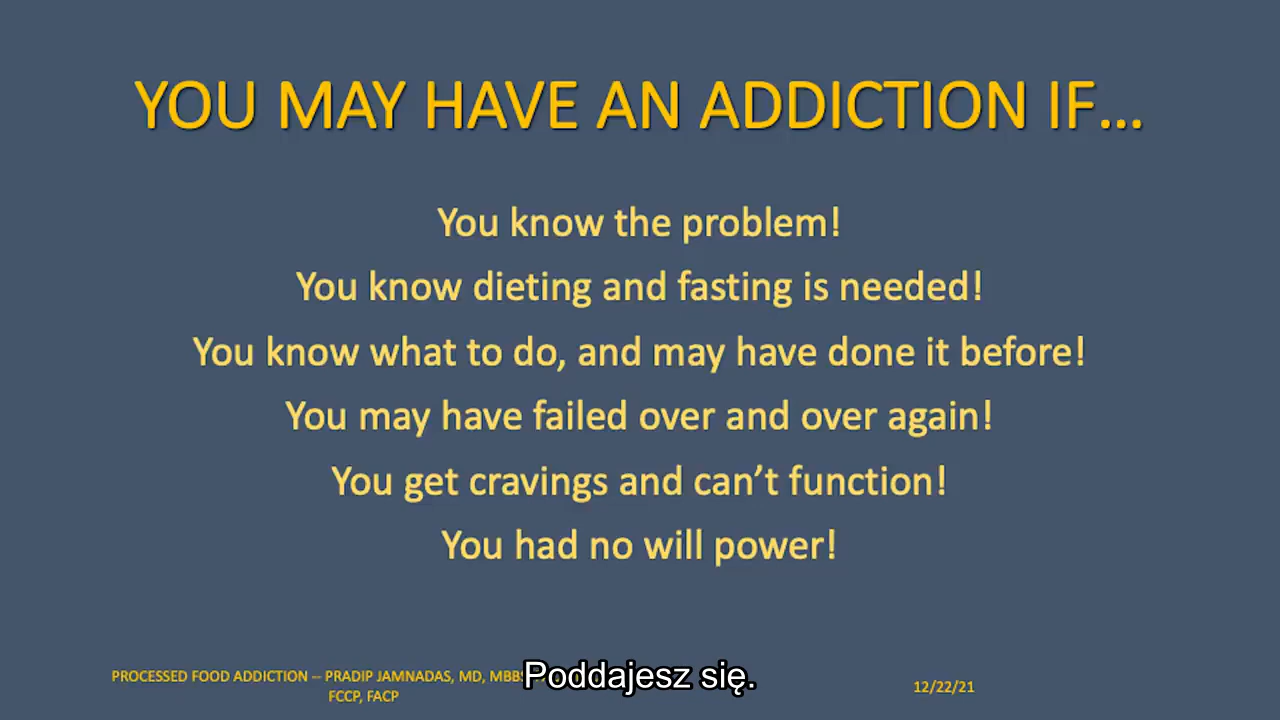 YOU MAY HAVE AN ADDICTION IF...
You know the problem!
You know dieting and fasting is needed!
You know what to do, and may have done it before!
You may have failed over and over again!
You get cravings and can't function!
You had no will power!
PROCESSED FOOD ADDICTION -- PRADIP JAMNADAS, MD,
FCCP, FACP
Poddajesz się.
12/22/21